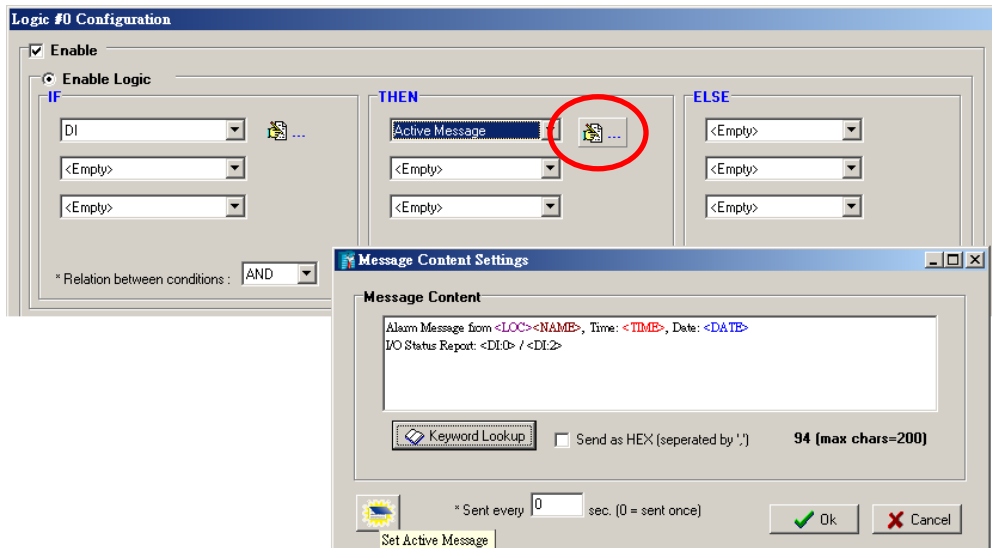 Logic #0 Configuration
Enable
Enable Logic
IF THEN ELSE
DI ... Active Message ... <Empty>
<Empty> <Empty> <Empty>
<Empty> <Empty> <Empty>
* Relation between conditions : AND
Message Content Settings
Message Content
Alarm Message from <LOC><NAME>, Time: <TIME>, Date: <DATE>
I/O Status Report: <DI:0> / <DI:2>
Keyword Lookup Send as HEX (seperated by ',') 94 (max chars=200)
* Sent every 0 sec. (0 = sent once) Ok Cancel
Set Active Message